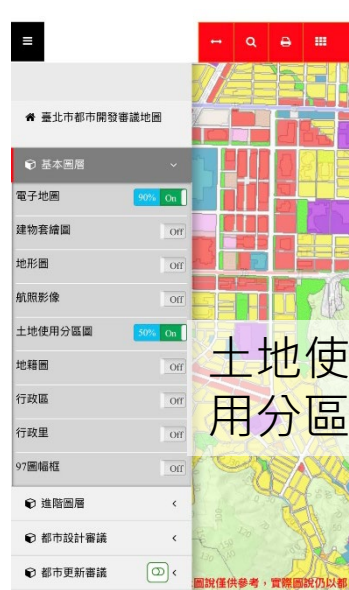 臺北市都市開發審議地圖
基本圖層
電子地圖 90% On
建物套繪圖 Off
地形圖 Off
航照影像 Off
土地使用分區圖 50% On
地籍圖 Off
行政區 Off
行政里 Off
97圖幅框 Off
進階圖層
都市設計審議
都市更新審議
土地使
用分區
圖說僅供參考，實際圖說仍以都